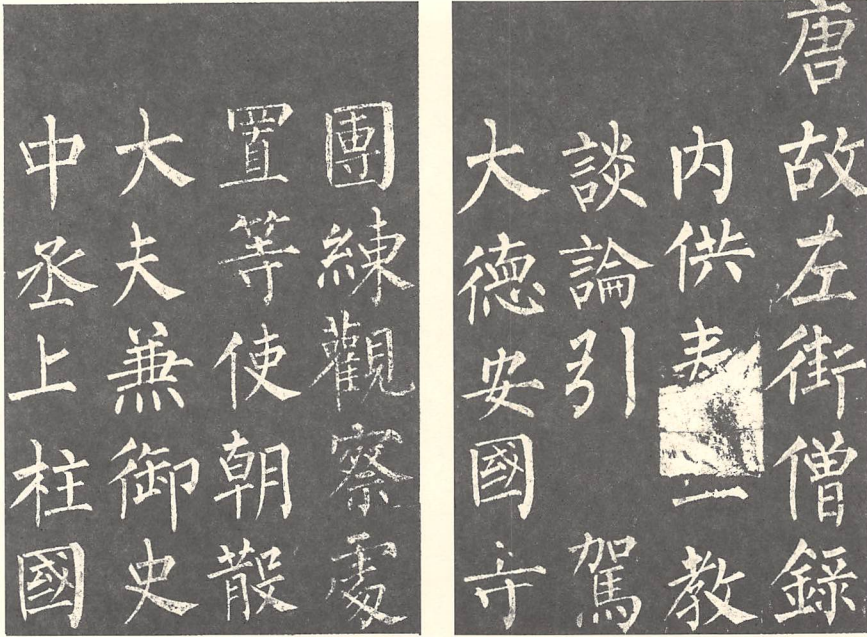 唐故左街僧錄
内供教
談論引 駕
大德安國寺
團練觀察處
置等使朝散
大夫兼御史
中丞上柱國